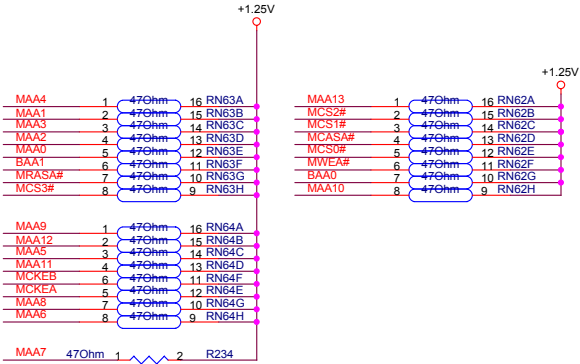 +1.25V
+1.25V
MAA4 1 47Ohm 16 RN63A
MAA1 2 47Ohm 15 RN63B
MAA3 3 47Ohm 14 RN63C
MAA2 4 47Ohm 13 RN63D
MAA0 5 47Ohm 12 RN63E
BAA1 6 47Ohm 11 RN63F
MRASA# 7 47Ohm 10 RN63G
MCS3# 8 47Ohm 9 RN63H
MAA13 1 47Ohm 16 RN62A
MCS2# 2 47Ohm 15 RN62B
MCS1# 3 47Ohm 14 RN62C
MCASA# 4 47Ohm 13 RN62D
MCS0# 5 47Ohm 12 RN62E
MWEA# 6 47Ohm 11 RN62F
BAA0 7 47Ohm 10 RN62G
MAA10 8 47Ohm 9 RN62H
MAA9 1 47Ohm 16 RN64A
MAA12 2 47Ohm 15 RN64B
MAA5 3 47Ohm 14 RN64C
MAA11 4 47Ohm 13 RN64D
MCKEB 6 47Ohm 11 RN64F
MCKEA 5 47Ohm 12 RN64E
MAA8 7 47Ohm 10 RN64G
MAA6 8 47Ohm 9 RN64H
MAA7 47Ohm 1 2 R234